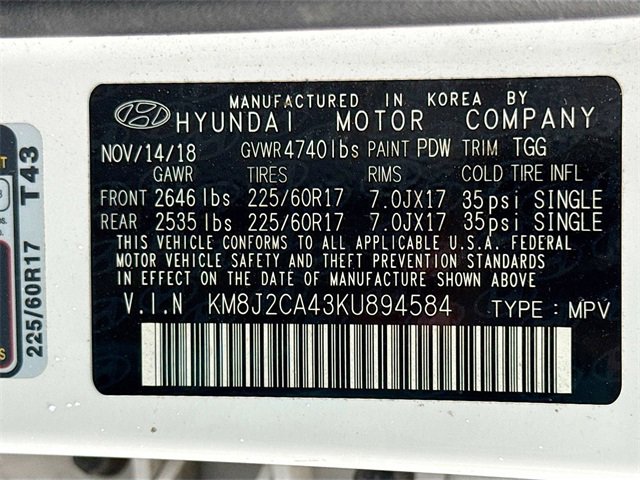 MANUFACTURED IN KOREA BY
HYUNDAI MOTOR COMPANY
NOV/14/18 GVWR 4740lbs PAINT PDW TRIM TGG
GAWR TIRES RIMS COLD TIRE INFL
FRONT 2646 lbs 225/60R17 7.0JX17 35psi SINGLE
REAR 2535 lbs 225/60R17 7.0JX17 35psi SINGLE
THIS VEHICLE CONFORMS TO ALL APPLICABLE U.S.A. FEDERAL
MOTOR VEHICLE SAFETY AND THEFT PREVENTION STANDARDS
IN EFFECT ON THE DATE OF MANUFACTURE SHOWN ABOVE.
V.I.N KM8J2CA43KU894584 TYPE : MPV
225/60R17 T43